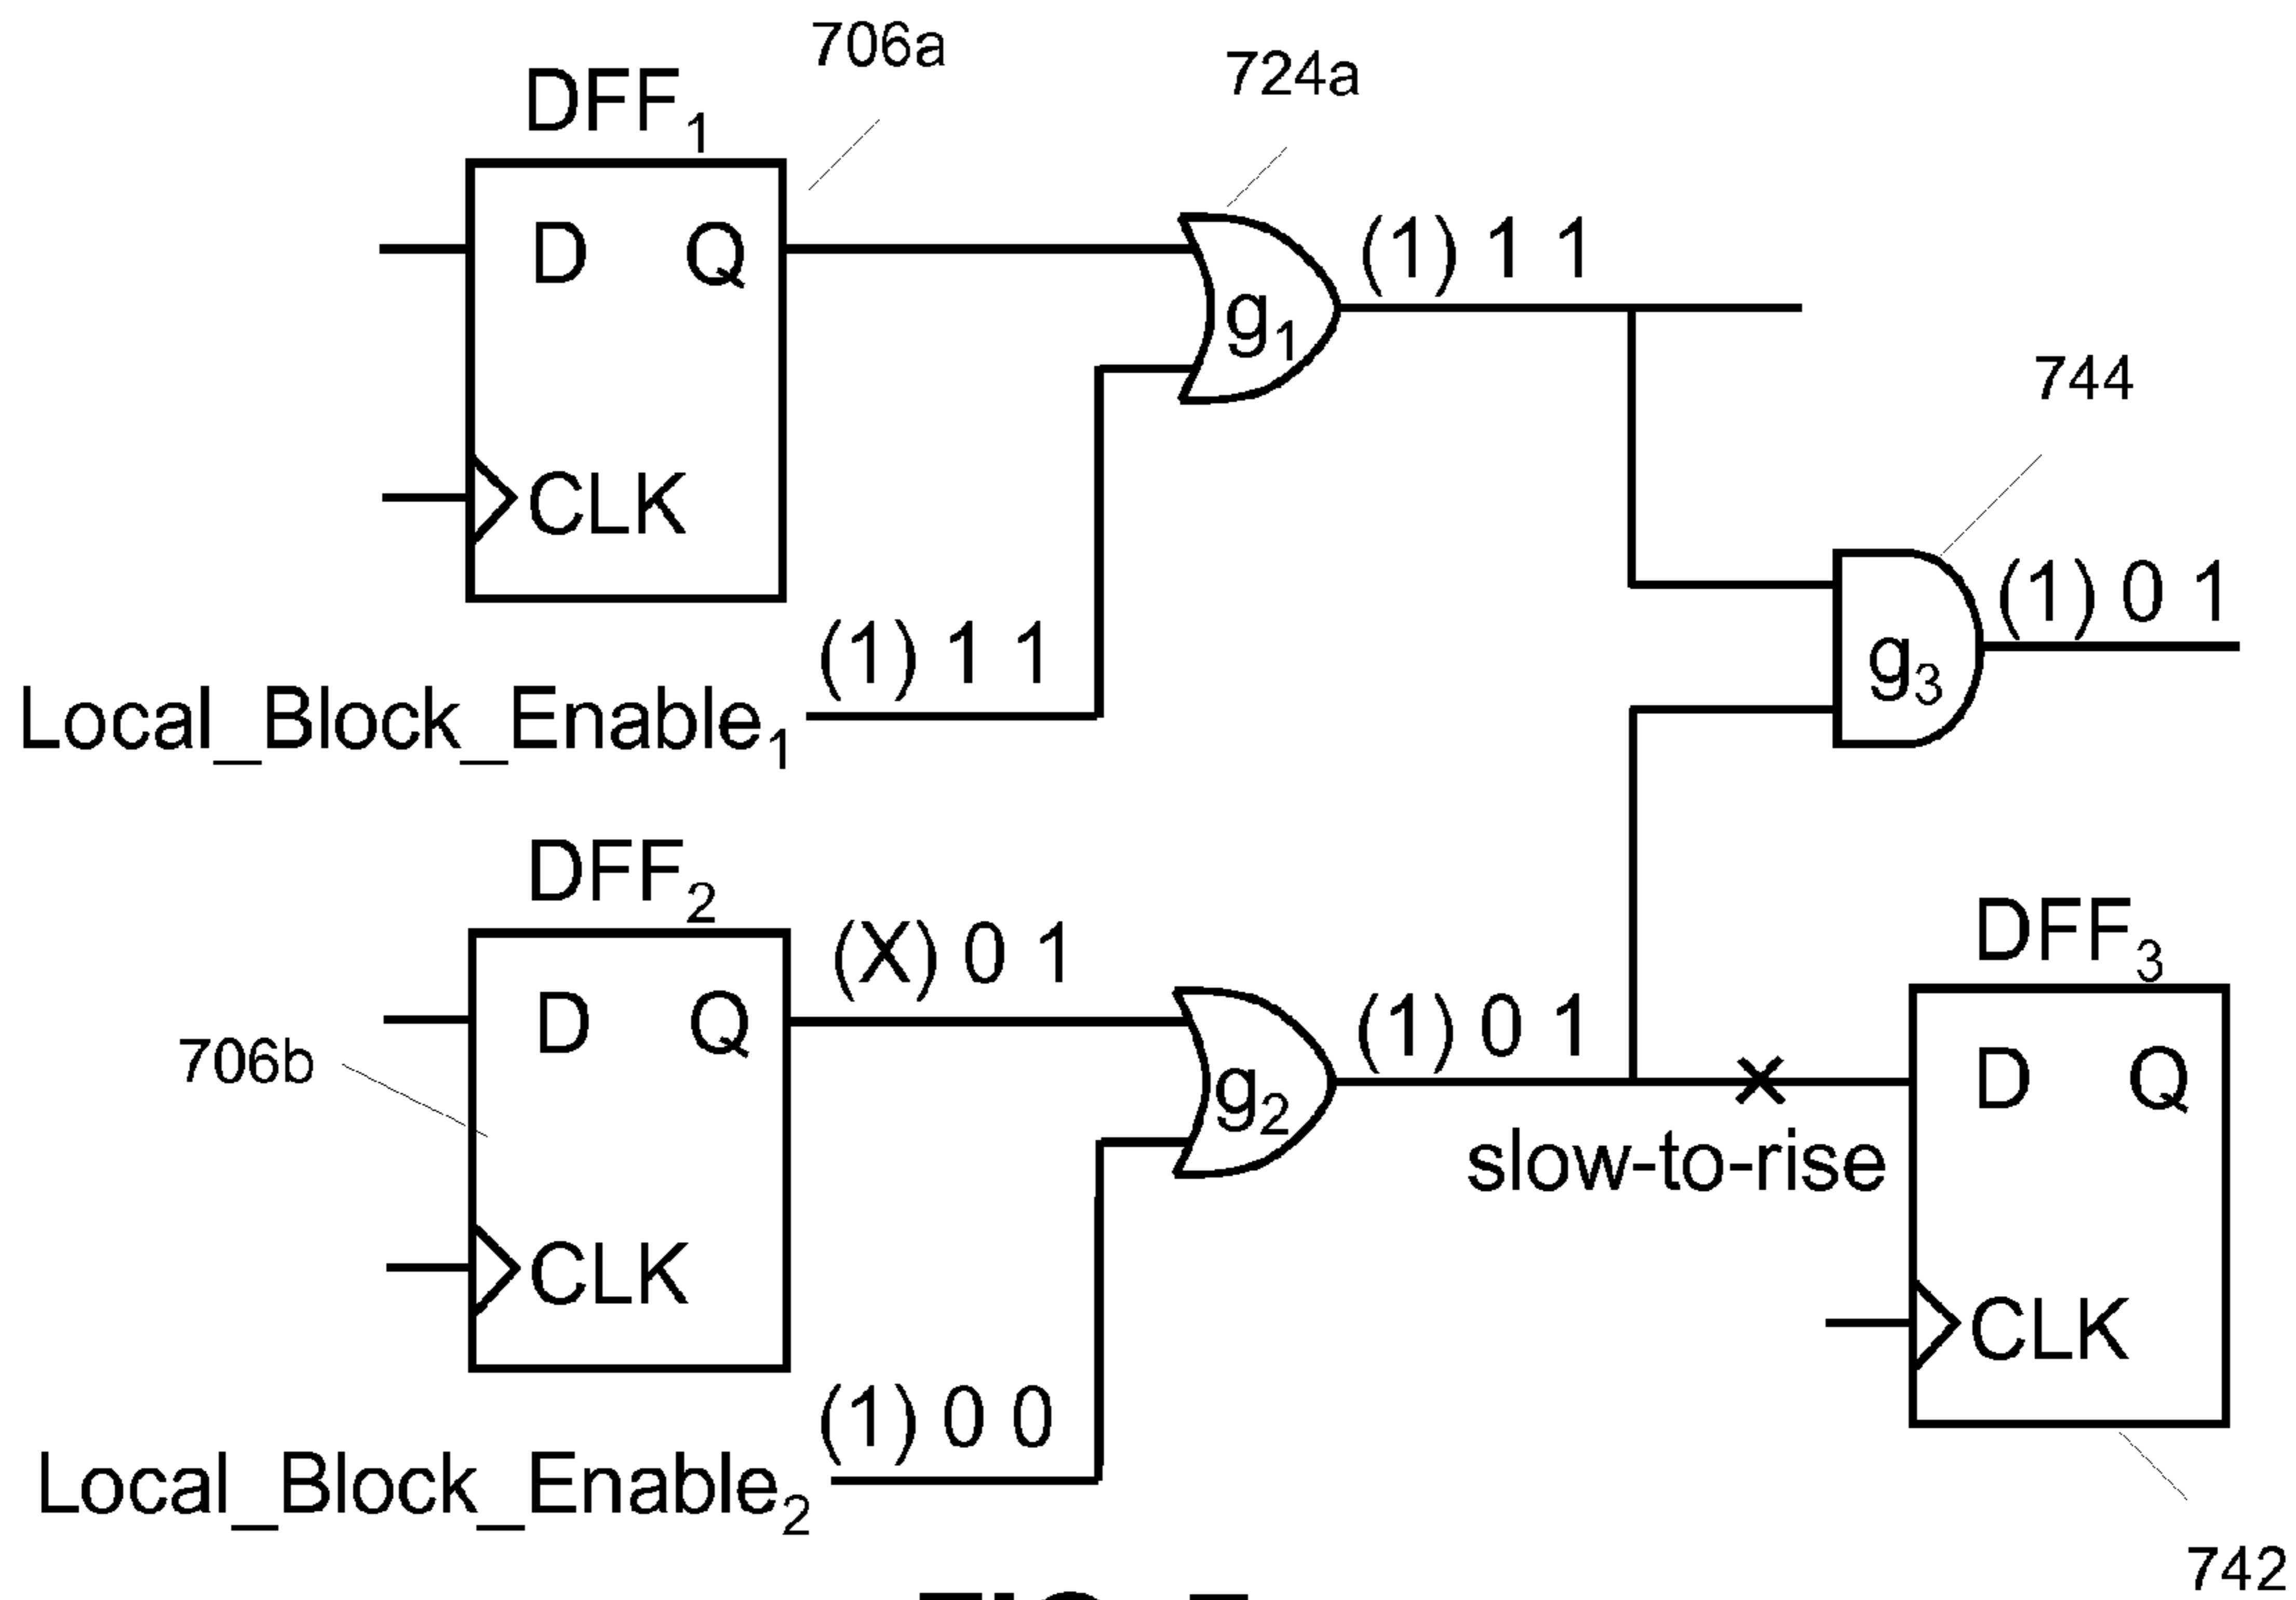 706a
724a
DFF1
D Q
(1) 1 1
g1
CLK
744
(1) 1 1
(1) 0 1
g3
Local_Block_Enable1
DFF2
(X) 0 1
DFF3
D Q
(1) 0 1
706b
g2
D Q
slow-to-rise
CLK
CLK
(1) 0 0
Local_Block_Enable2
742